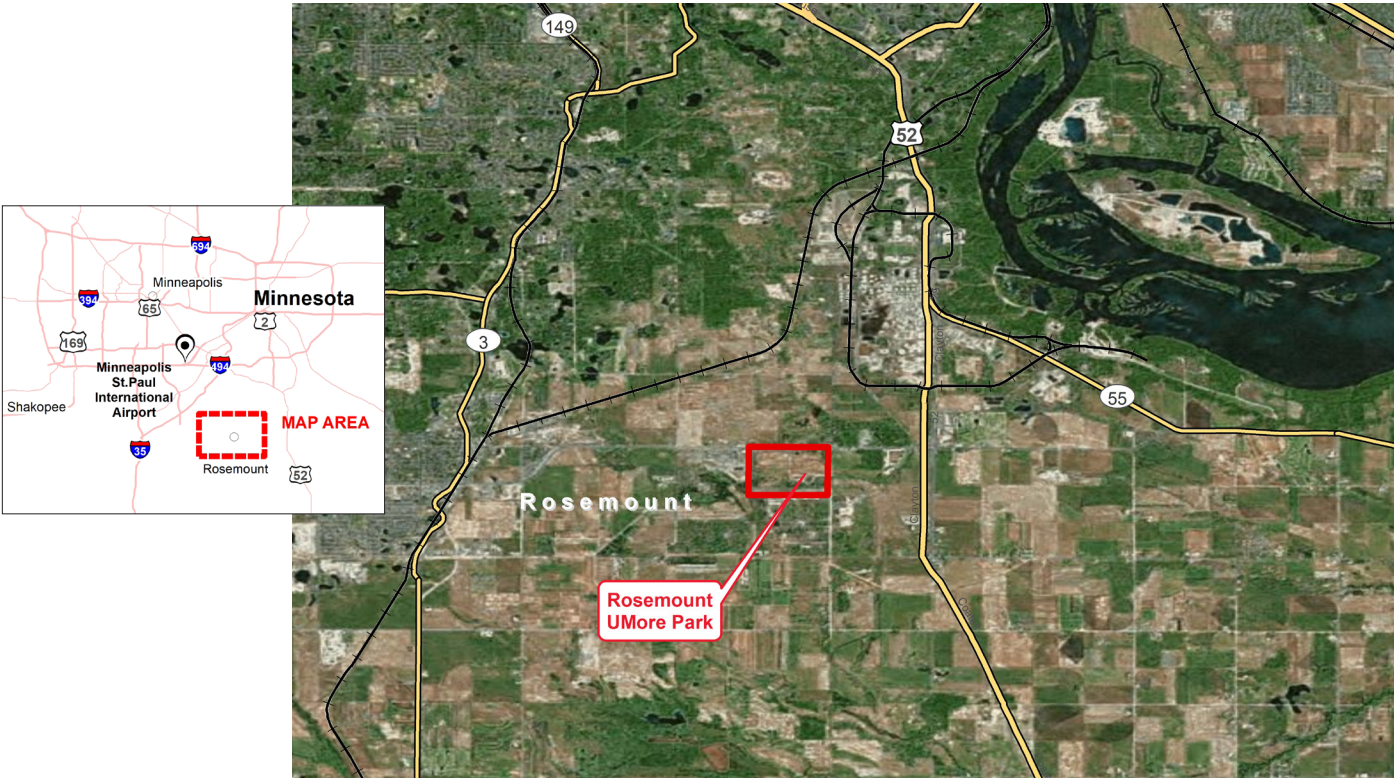 149
52
3
55
Rosemount
Rosemount
UMore Park
Clayton
694
Minneapolis
394
65
Minnesota
2
169
494
Minneapolis
St.Paul
International
Airport
Shakopee
MAP AREA
35
Rosemount
52